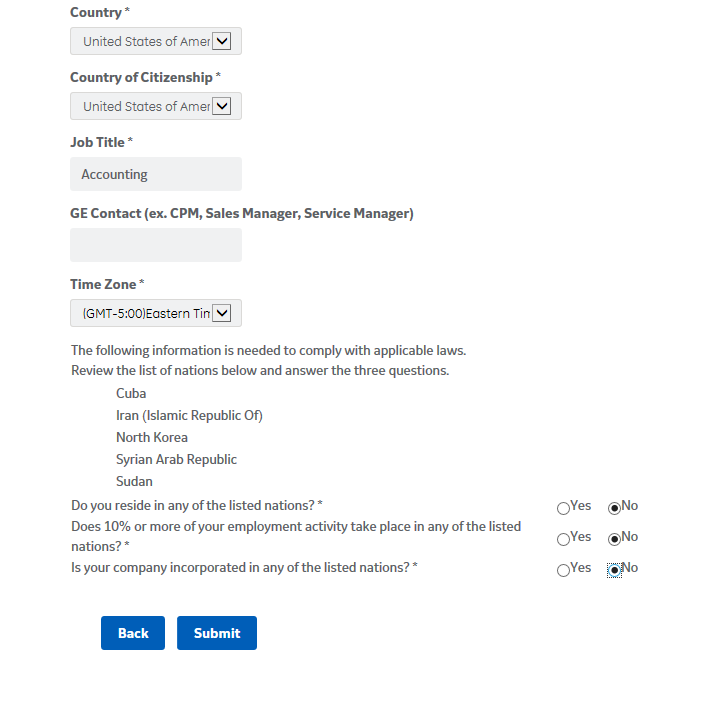 Country *
United States of Amer
Country of Citizenship *
United States of Amer
Job Title *
Accounting
GE Contact (ex. CPM, Sales Manager, Service Manager)
Time Zone *
(GMT-5:00)Eastern Tin
The following information is needed to comply with applicable laws.
Review the list of nations below and answer the three questions.
Cuba
Iran (Islamic Republic Of)
North Korea
Syrian Arab Republic
Sudan
Do you reside in any of the listed nations? * Yes No
Does 10% or more of your employment activity take place in any of the listed
nations? * Yes No
Is your company incorporated in any of the listed nations? * Yes No
Back Submit